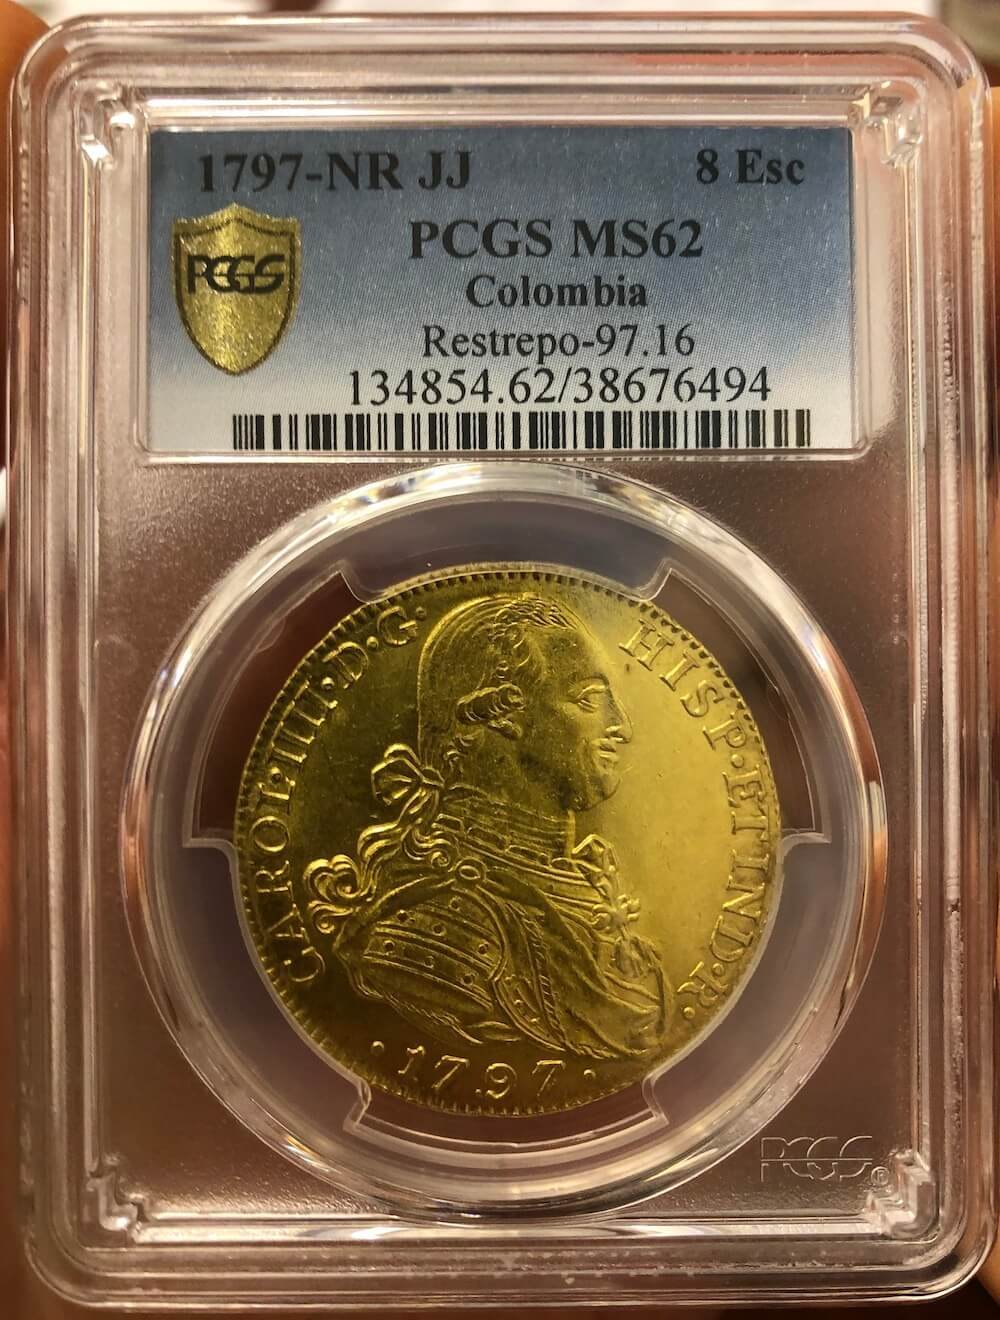 1797-NR JJ 8 Esc
PCGS MS62
PCGS
Colombia
Restrepo-97.16
134854.62/38676494
CAROL·IIII·D·G· HISP·ET IND·R·
·1797·
PCGS®